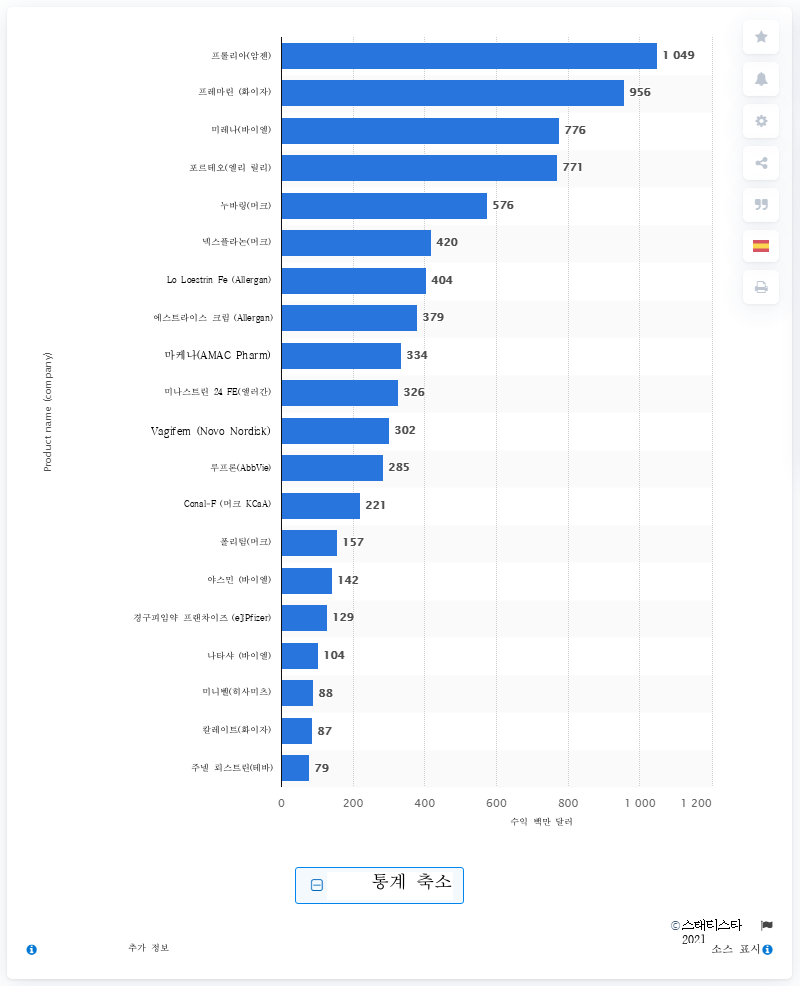 프롤리아(암젠)
1 049
프레마린 (화이자)
956
미레나(바이엘)
776
포르테오(엘리 릴리)
771
누바링(머크)
576
넥스플라논(머크)
420
Lo Loestrin Fe (Allergan)
404
에스트라이스 크림 (Allergan)
379
마케나(AMAC Pharm)
334
미나스트린 24 FE(앨러간)
326
Vagifem (Novo Nordisk)
302
루프론(AbbVie)
285
Conal-F (머크 KCaA)
221
폴리팀(머크)
157
야스민 (바이엘)
142
경구피임약 프랜차이즈 (에)Pfizer)
129
나타샤 (바이엘)
104
미니벨(히사미츠)
88
칼레이트(화이자)
87
주넬 뢰스트린(테바)
79
Product name (company)
0 200 400 600 800 1 000 1 200
수익 백만 달러
통계 축소
© 스태티스타
2021
추가 정보
소스 표시